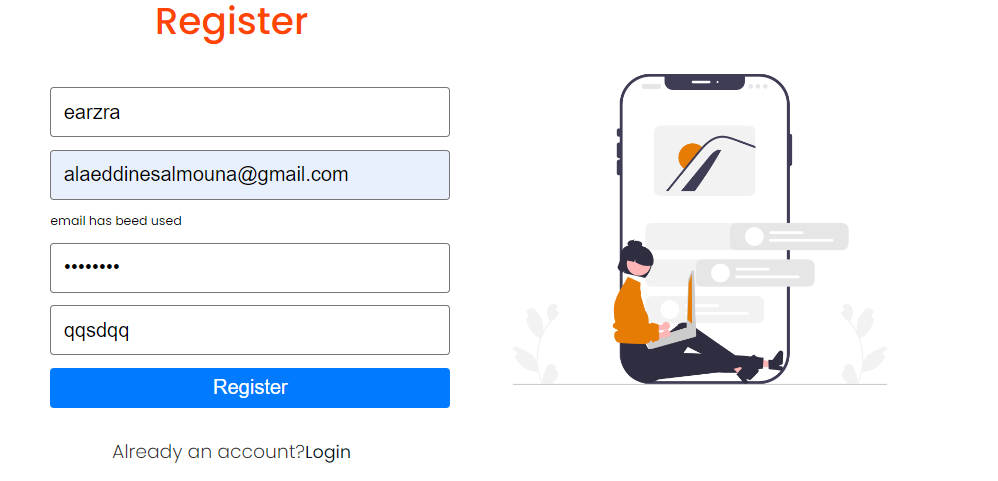 Register
earzra
alaeddinesalmouna@gmail.com
email has beed used
••••••••
qqsdqq
Register
Already an account?Login